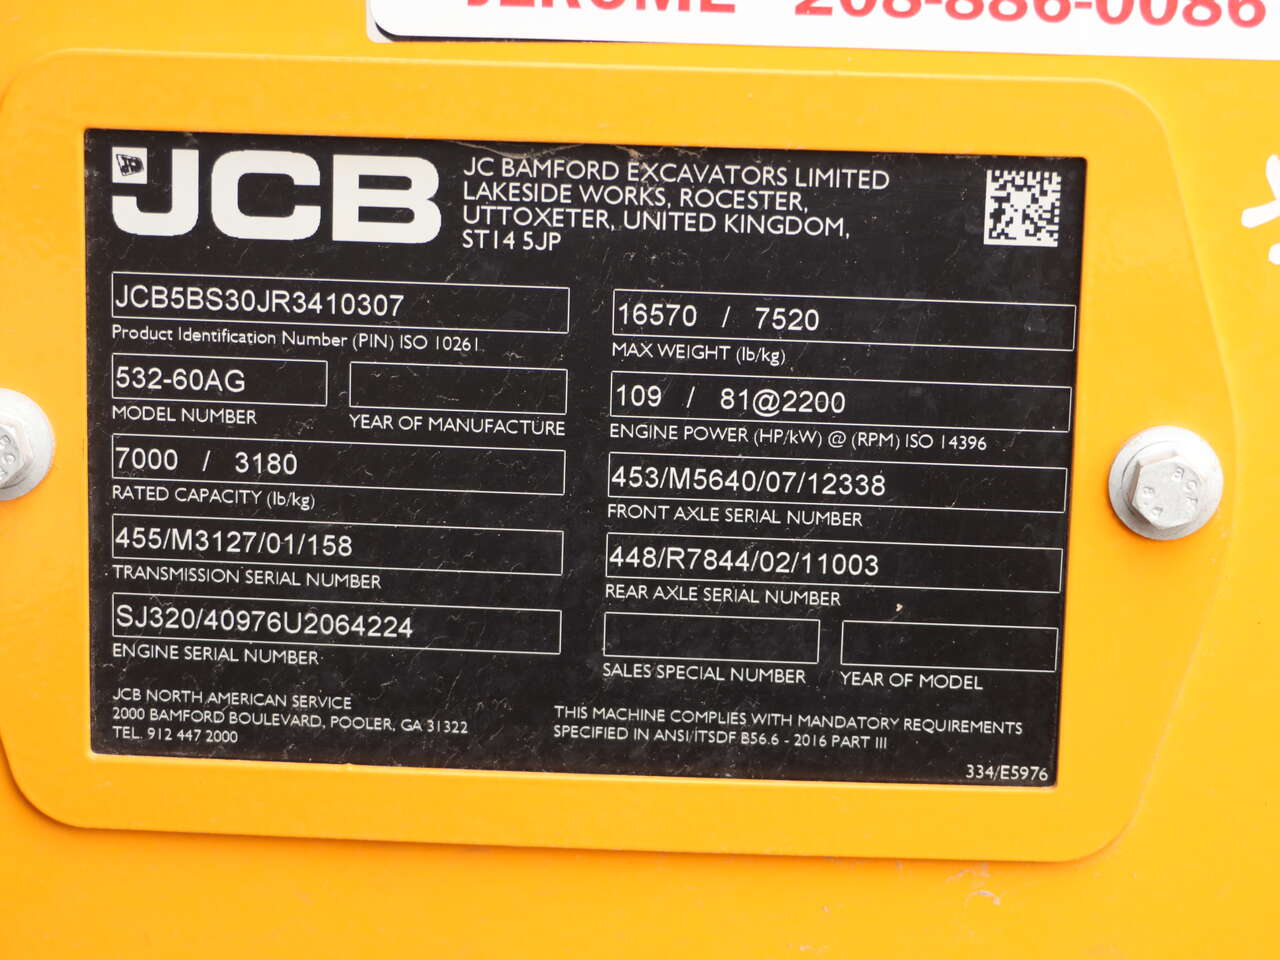 JEROME 208-886-0086
JCB
JC BAMFORD EXCAVATORS LIMITED
LAKESIDE WORKS, ROCESTER,
UTTOXETER, UNITED KINGDOM,
ST14 5JP
JCB5BS30JR3410307
Product Identification Number (PIN) ISO 10261
532-60AG
MODEL NUMBER
YEAR OF MANUFACTURE
7000 / 3180
RATED CAPACITY (lb/kg)
455/M3127/01/158
TRANSMISSION SERIAL NUMBER
SJ320/40976U2064224
ENGINE SERIAL NUMBER
16570 / 7520
MAX WEIGHT (lb/kg)
109 / 81@2200
ENGINE POWER (HP/kW) @ (RPM) ISO 14396
453/M5640/07/12338
FRONT AXLE SERIAL NUMBER
448/R7844/02/11003
REAR AXLE SERIAL NUMBER
SALES SPECIAL NUMBER
YEAR OF MODEL
JCB NORTH AMERICAN SERVICE
2000 BAMFORD BOULEVARD, POOLER, GA 31322
TEL. 912 447 2000
THIS MACHINE COMPLIES WITH MANDATORY REQUIREMENTS
SPECIFIED IN ANSI/ITSDF B56.6 - 2016 PART III
334/E5976